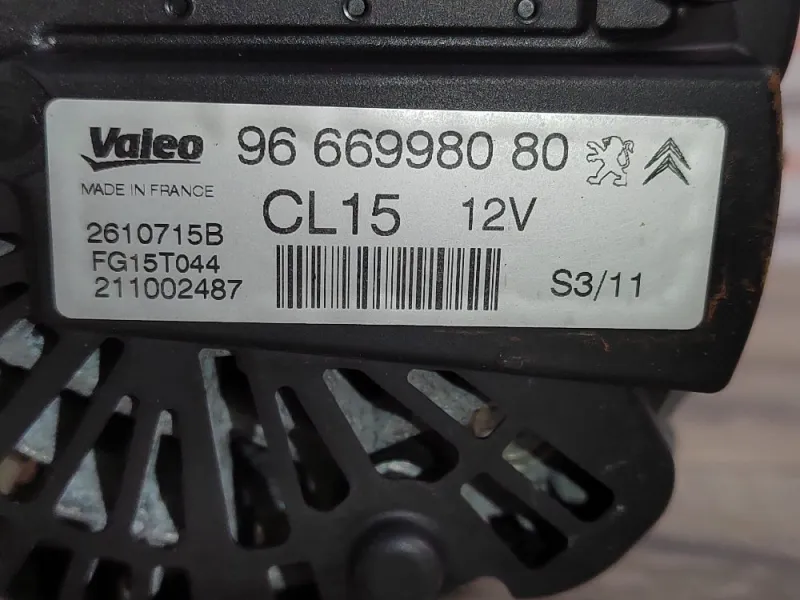 Valeo 96 669980 80
MADE IN FRANCE
CL15 12V
2610715B
FG15T044
211002487
S3/11